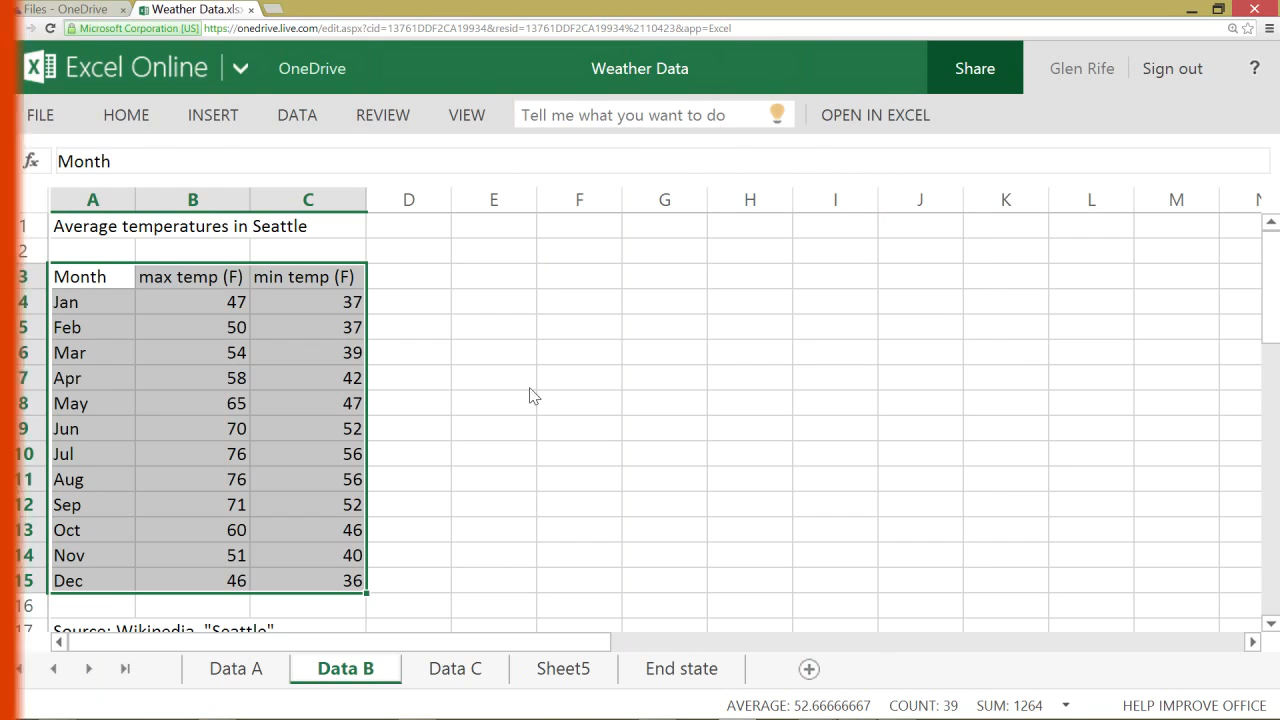 Files - OneDrive × Weather Data.xlsx ×
Microsoft Corporation [US] https://onedrive.live.com/edit.aspx?cid=13761DDF2CA19934&resid=13761DDF2CA19934%2110423&app=Excel
Excel Online OneDrive Weather Data Share Glen Rife Sign out ?
FILE HOME INSERT DATA REVIEW VIEW Tell me what you want to do OPEN IN EXCEL
fx Month
A B C D E F G H I J K L M N
1 Average temperatures in Seattle
2
3 Month max temp (F) min temp (F)
4 Jan 47 37
5 Feb 50 37
6 Mar 54 39
7 Apr 58 42
8 May 65 47
9 Jun 70 52
10 Jul 76 56
11 Aug 76 56
12 Sep 71 52
13 Oct 60 46
14 Nov 51 40
15 Dec 46 36
16
17 Source: Wikipedia, "Seattle"
Data A Data B Data C Sheet5 End state
AVERAGE: 52.66666667 COUNT: 39 SUM: 1264 HELP IMPROVE OFFICE